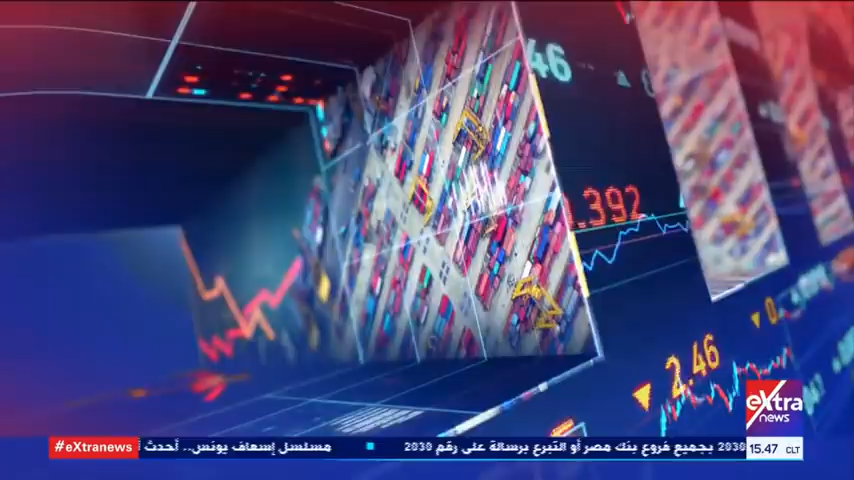 46
0.392
2.46
eXtra
news
#eXtranews
مسلسل إسعاف يونس.. أحدث
2030 بجميع فروع بنك مصر أو التبرع برسالة على رقم 2030
15.47 CLT